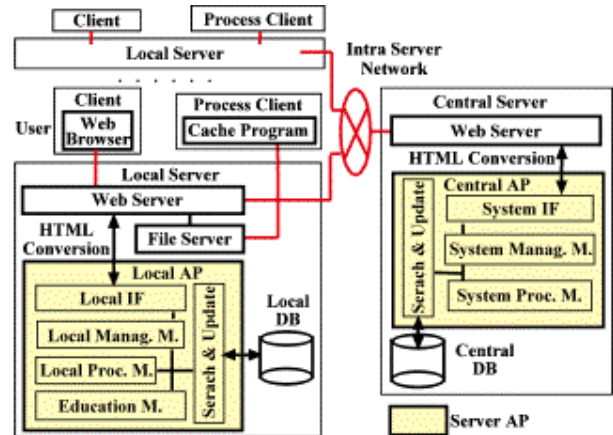 Client
Process Client
Local Server
Intra Server
Network
. . . . . .
User
Client
Web
Browser
Process Client
Cache Program
Local Server
Web Server
File Server
HTML
Conversion
Local AP
Local IF
Local Manag. M.
Local Proc. M.
Education M.
Serach & Update
Local
DB
Central Server
Web Server
HTML Conversion
Central AP
System IF
System Manag. M.
System Proc. M.
Serach & Update
Central
DB
Server AP